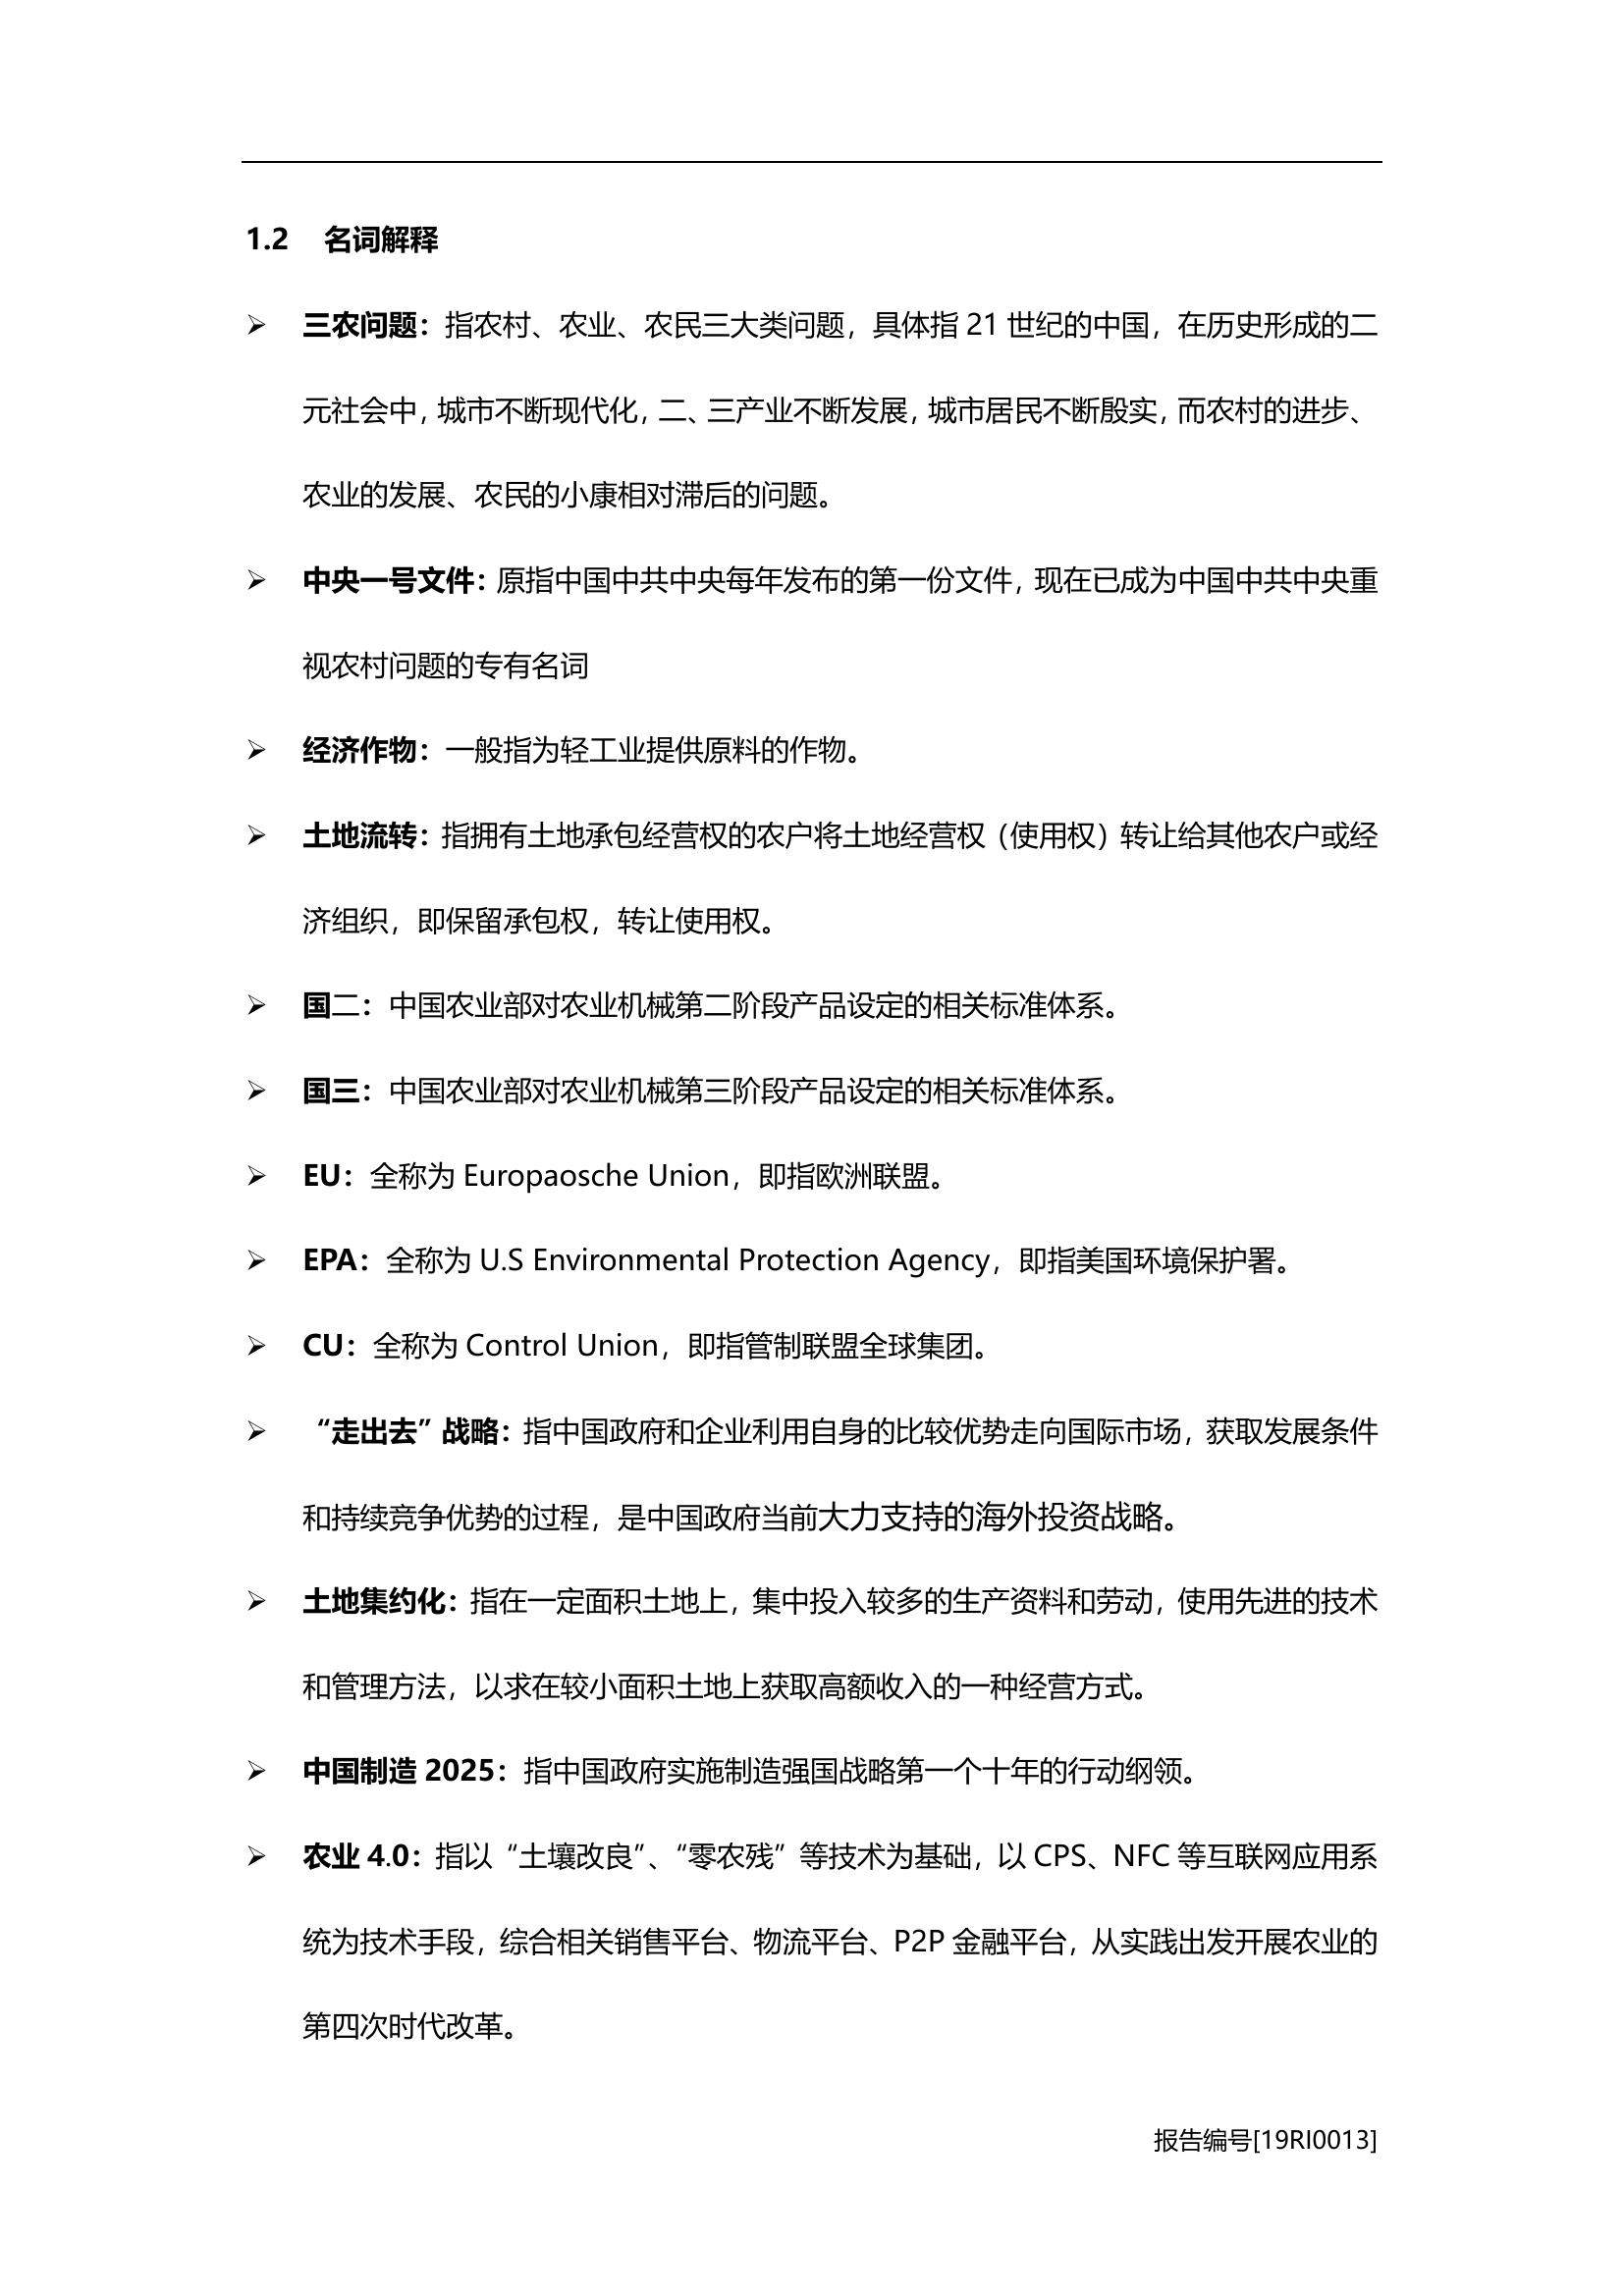 1.2 名词解释
三农问题：指农村、农业、农民三大类问题，具体指 21 世纪的中国，在历史形成的二
元社会中，城市不断现代化，二、三产业不断发展，城市居民不断殷实，而农村的进步、
农业的发展、农民的小康相对滞后的问题。
中央一号文件：原指中国中共中央每年发布的第一份文件，现在已成为中国中共中央重
视农村问题的专有名词
经济作物：一般指为轻工业提供原料的作物。
土地流转：指拥有土地承包经营权的农户将土地经营权（使用权）转让给其他农户或经
济组织，即保留承包权，转让使用权。
国二：中国农业部对农业机械第二阶段产品设定的相关标准体系。
国三：中国农业部对农业机械第三阶段产品设定的相关标准体系。
EU：全称为 Europaosche Union，即指欧洲联盟。
EPA：全称为 U.S Environmental Protection Agency，即指美国环境保护署。
CU：全称为 Control Union，即指管制联盟全球集团。
“走出去”战略：指中国政府和企业利用自身的比较优势走向国际市场，获取发展条件
和持续竞争优势的过程，是中国政府当前大力支持的海外投资战略。
土地集约化：指在一定面积土地上，集中投入较多的生产资料和劳动，使用先进的技术
和管理方法，以求在较小面积土地上获取高额收入的一种经营方式。
中国制造 2025：指中国政府实施制造强国战略第一个十年的行动纲领。
农业 4.0：指以“土壤改良”、“零农残”等技术为基础，以 CPS、NFC 等互联网应用系
统为技术手段，综合相关销售平台、物流平台、P2P 金融平台，从实践出发开展农业的
第四次时代改革。
报告编号[19RI0013]